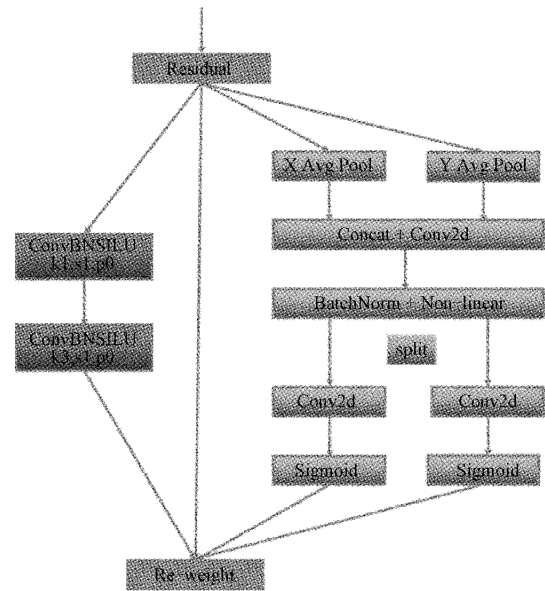 Residual
X Avg Pool
Y Avg Pool
Concat + Conv2d
ConvBNSILU
k1,s1,p0
BatchNorm + Non-linear
ConvBNSILU
k3,s1,p0
split
Conv2d
Conv2d
Sigmoid
Sigmoid
Re-weight